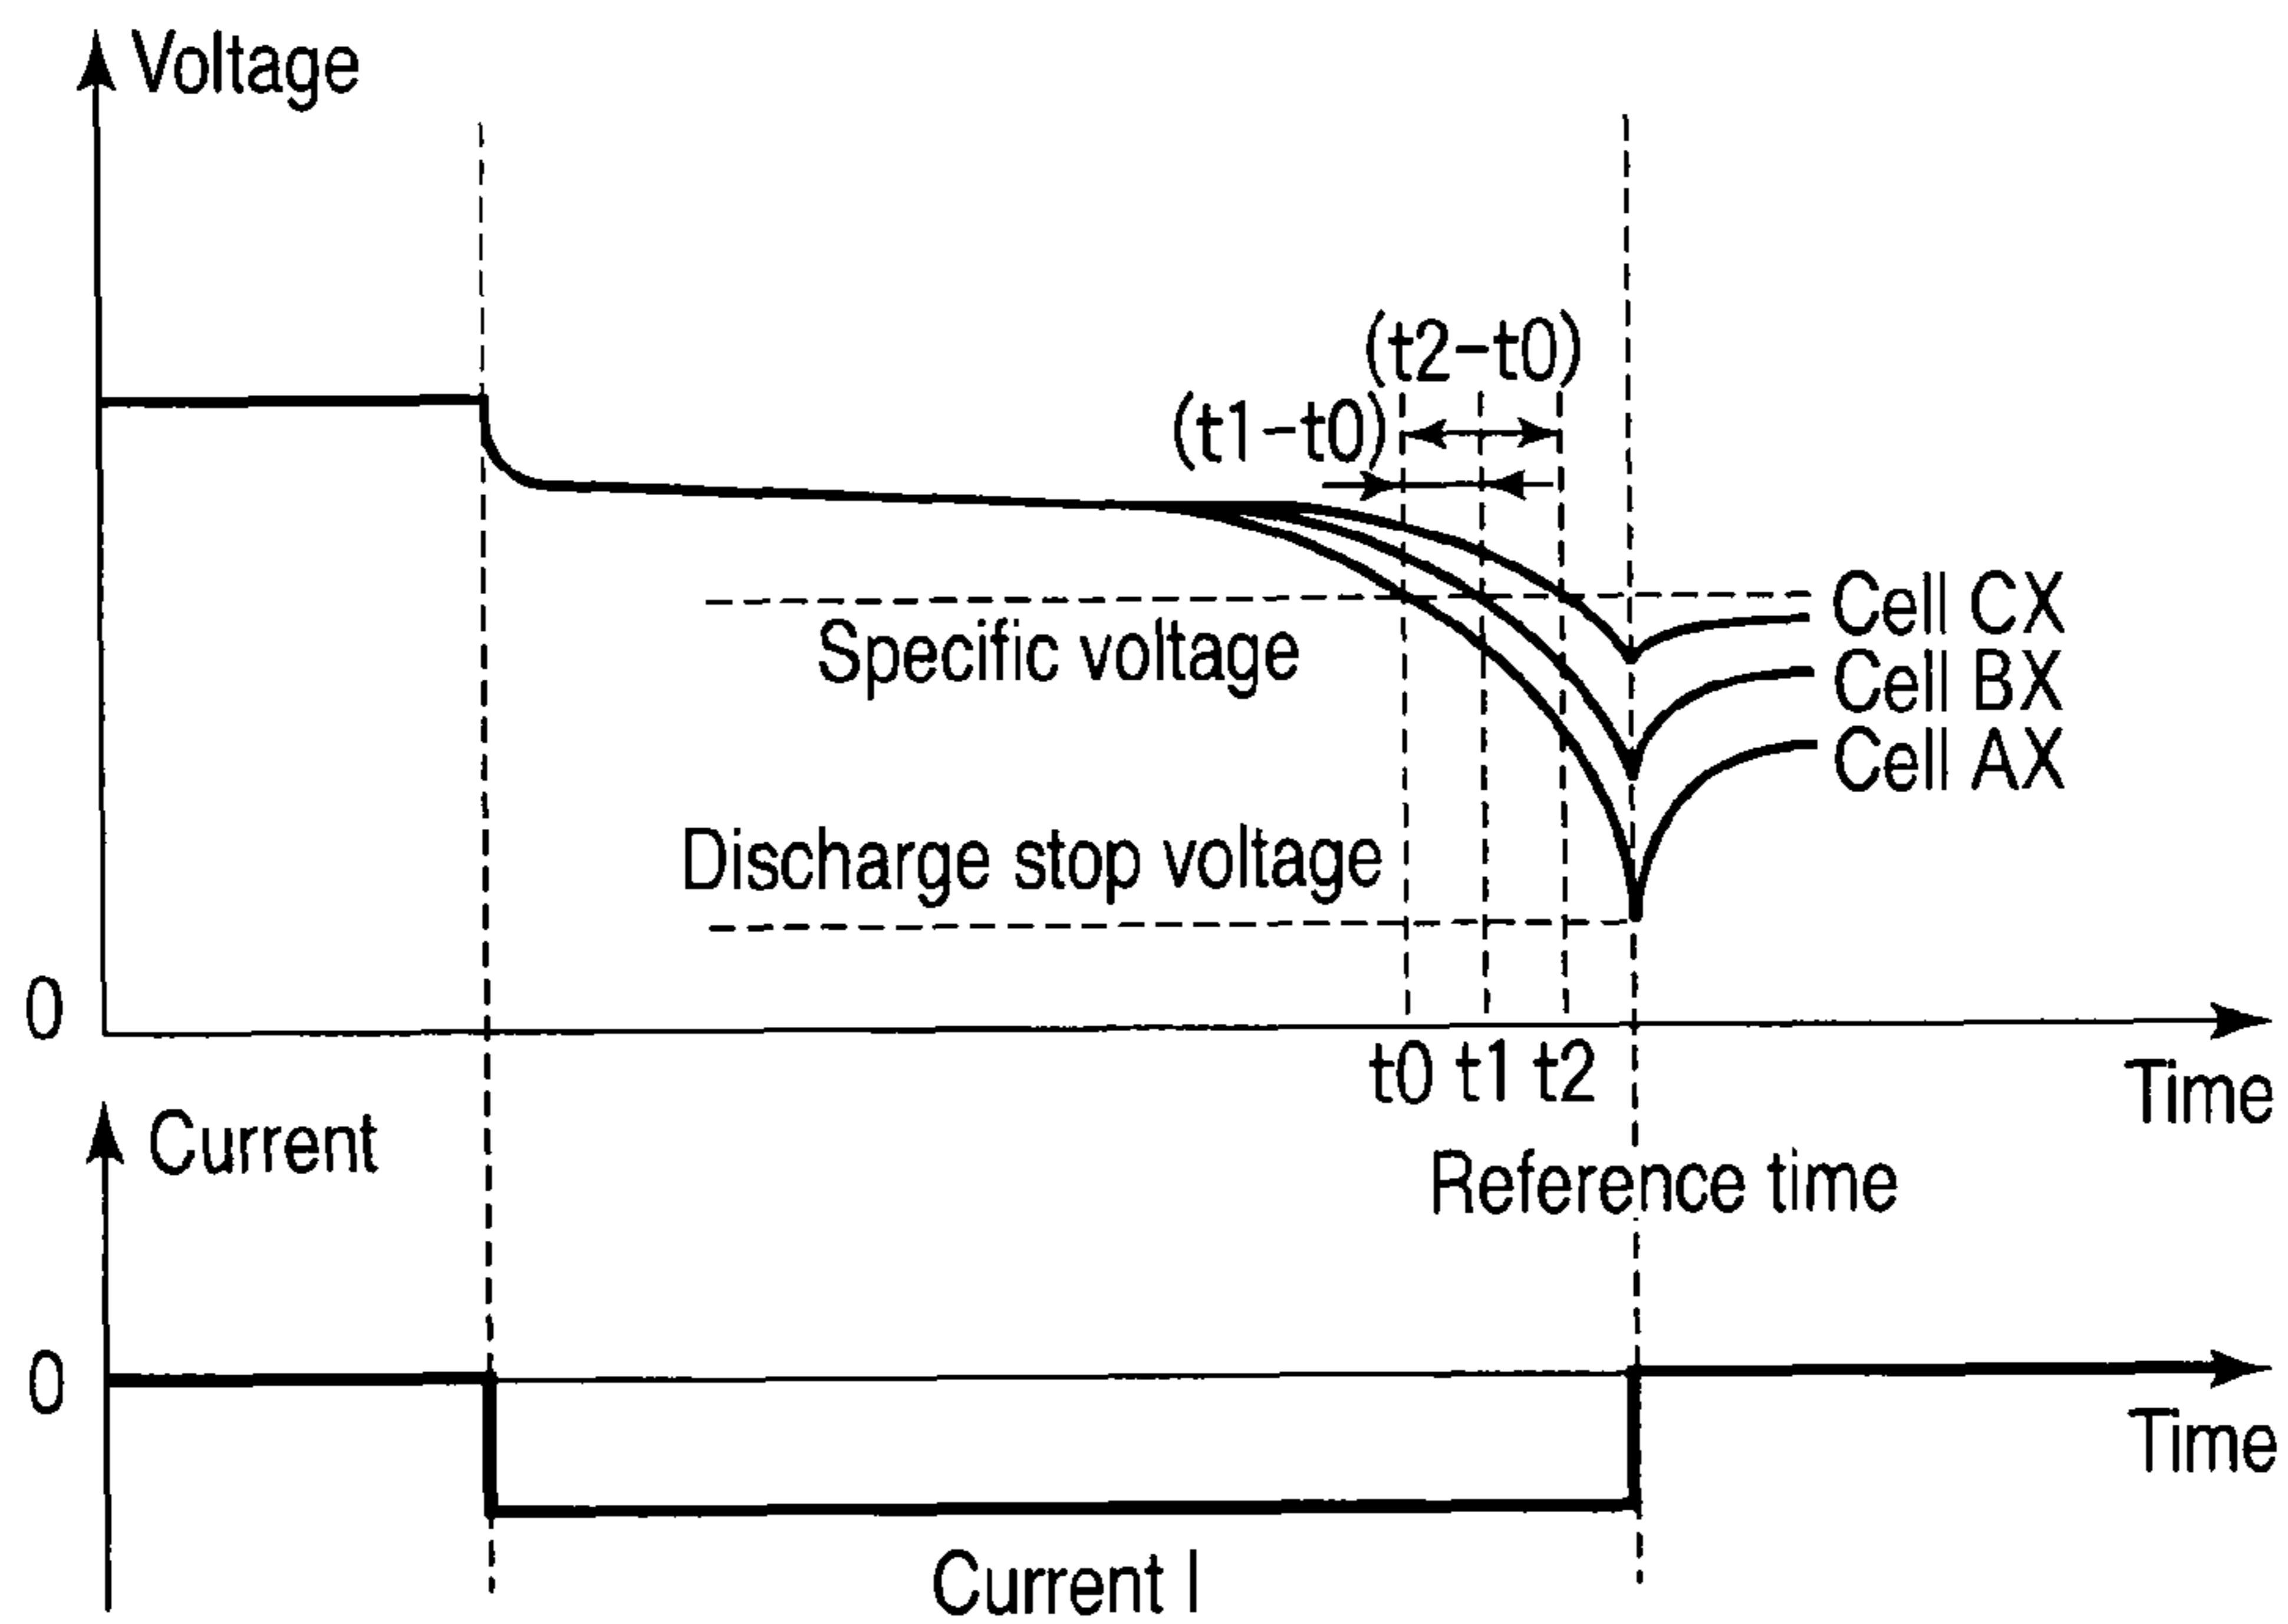 Voltage
(t2–t0)
(t1–t0)
Cell CX
Specific voltage
Cell BX
Cell AX
Discharge stop voltage
0
t0 t1 t2
Time
Current
Reference time
0
Time
Current I